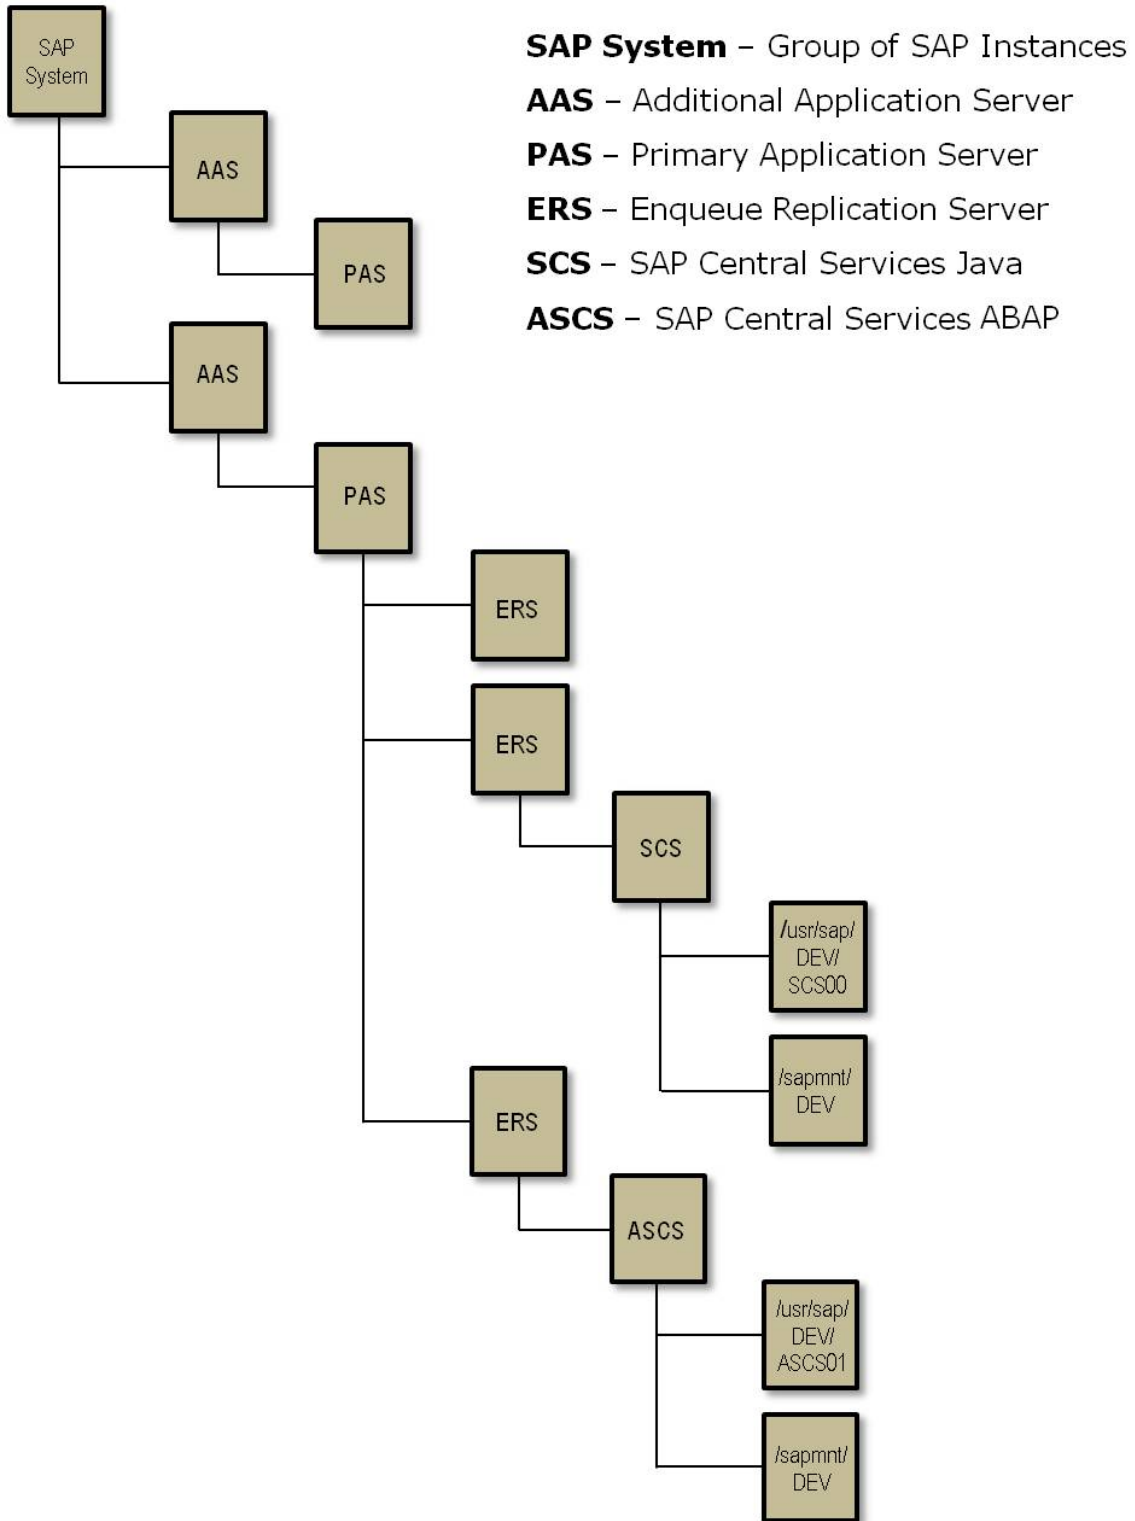 SAP
System
SAP System – Group of SAP Instances
AAS – Additional Application Server
PAS – Primary Application Server
ERS – Enqueue Replication Server
SCS – SAP Central Services Java
ASCS – SAP Central Services ABAP
AAS
PAS
AAS
PAS
ERS
ERS
SCS
/usr/sap/
DEV/
SCS00
/sapmnt/
DEV
ERS
ASCS
/usr/sap/
DEV/
ASCS01
/sapmnt/
DEV